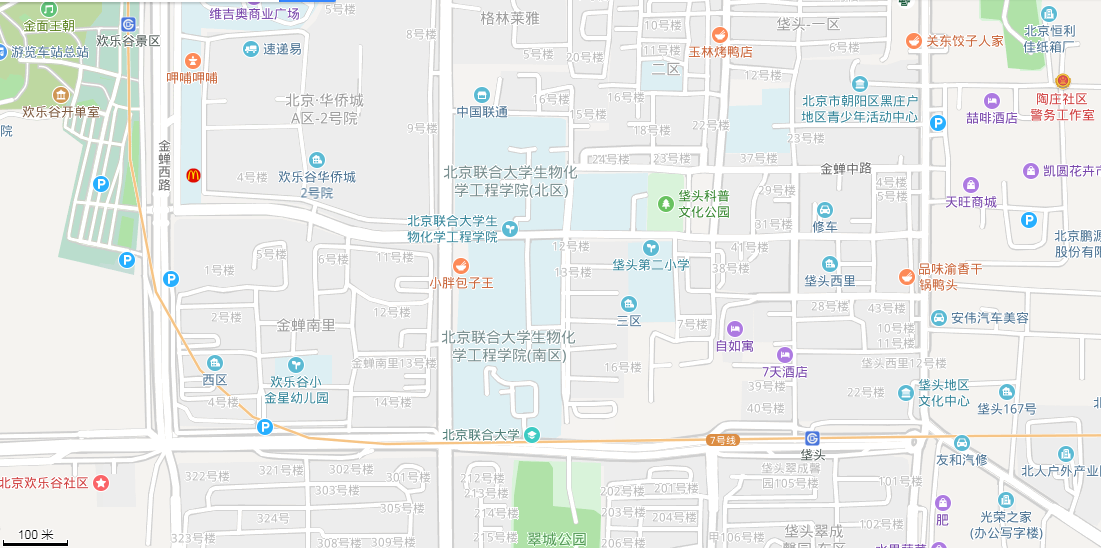 金面王朝
维吉奥商业广场
5号楼
格林莱雅
10号楼
垡头-一区
北京恒利
佳纸箱厂
欢乐谷景区
游览车站总站
速递易
8号楼
11号楼
玉林烤鸭店
6号楼
关东饺子人家
呷哺呷哺
二区
12号楼
欢乐谷开单室
院
北京·华侨城
A区-2号院
中国联通
16号楼
15号楼
北京市朝阳区黑庄户
地区青少年活动中心
喆啡酒店
陶庄社区
警务工作室
9号楼
18号楼
22号楼
23号楼
金蝉西路
4号楼
欢乐谷华侨城
2号院
北京联合大学生物化
学工程学院(北区)
24号楼
23号楼
37号楼
金蝉中路
4号楼
5号楼
凯圆花卉市
天旺商城
29号楼
垡头科普
文化公园
31号楼
修车
北京联合大学生
物化学工程学院
12号楼
41号楼
北京鹏源
股份有限
5号楼
6号楼
11号楼
1号楼
小胖包子王
13号楼
垡头第二小学
38号楼
垡头西里
品味渝香干
锅鸭头
2号楼
金蝉南里
12号楼
三区
7号楼
28号楼
43号楼
安伟汽车美容
10号楼
11号楼
北京联合大学生物化
学工程学院(南区)
自如寓
西区
金蝉南里13号楼
16号楼
7天酒店
垡头西里12号楼
欢乐谷小
金星幼儿园
39号楼
22号楼
垡头地区
文化中心
垡头167号
4号楼
14号楼
40号楼
北京联合大学
7号线
垡头
友和汽修
北人户外产业
322号楼
321号楼
302号楼
301号楼
212号楼
垡头翠成馨
园105号楼
101号楼
北京欢乐谷社区
303号楼
213号楼
202号楼
201号楼
305号楼
214号楼
203号楼
204号楼
肥
光荣之家
(办公写字楼)
324号
323号楼
215号楼
翠城公园
206号楼
甲106号楼
垡头翠成
102号楼
100 米